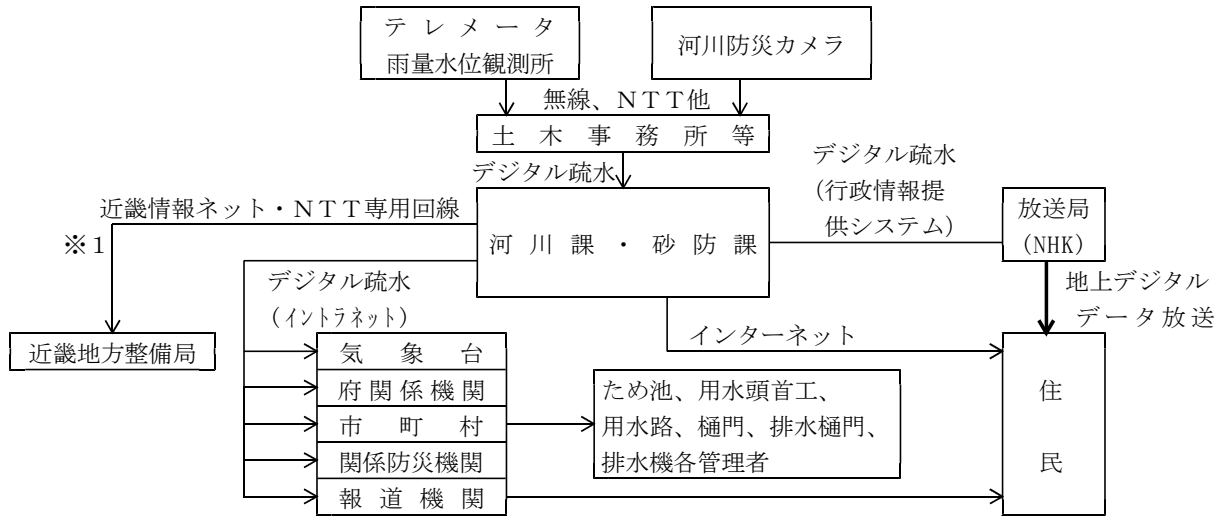 テレメータ
雨量水位観測所
河川防災カメラ
無線、ＮＴＴ他
土木事務所等
デジタル疏水
デジタル疏水
(行政情報提
供システム)
近畿情報ネット・ＮＴＴ専用回線
※１
河川課・砂防課
放送局
(NHK)
デジタル疏水
(イントラネット)
地上デジタル
データ放送
インターネット
近畿地方整備局
気象台
府関係機関
市町村
関係防災機関
報道機関
ため池、用水頭首工、
用水路、樋門、排水樋門、
排水機各管理者
住
民